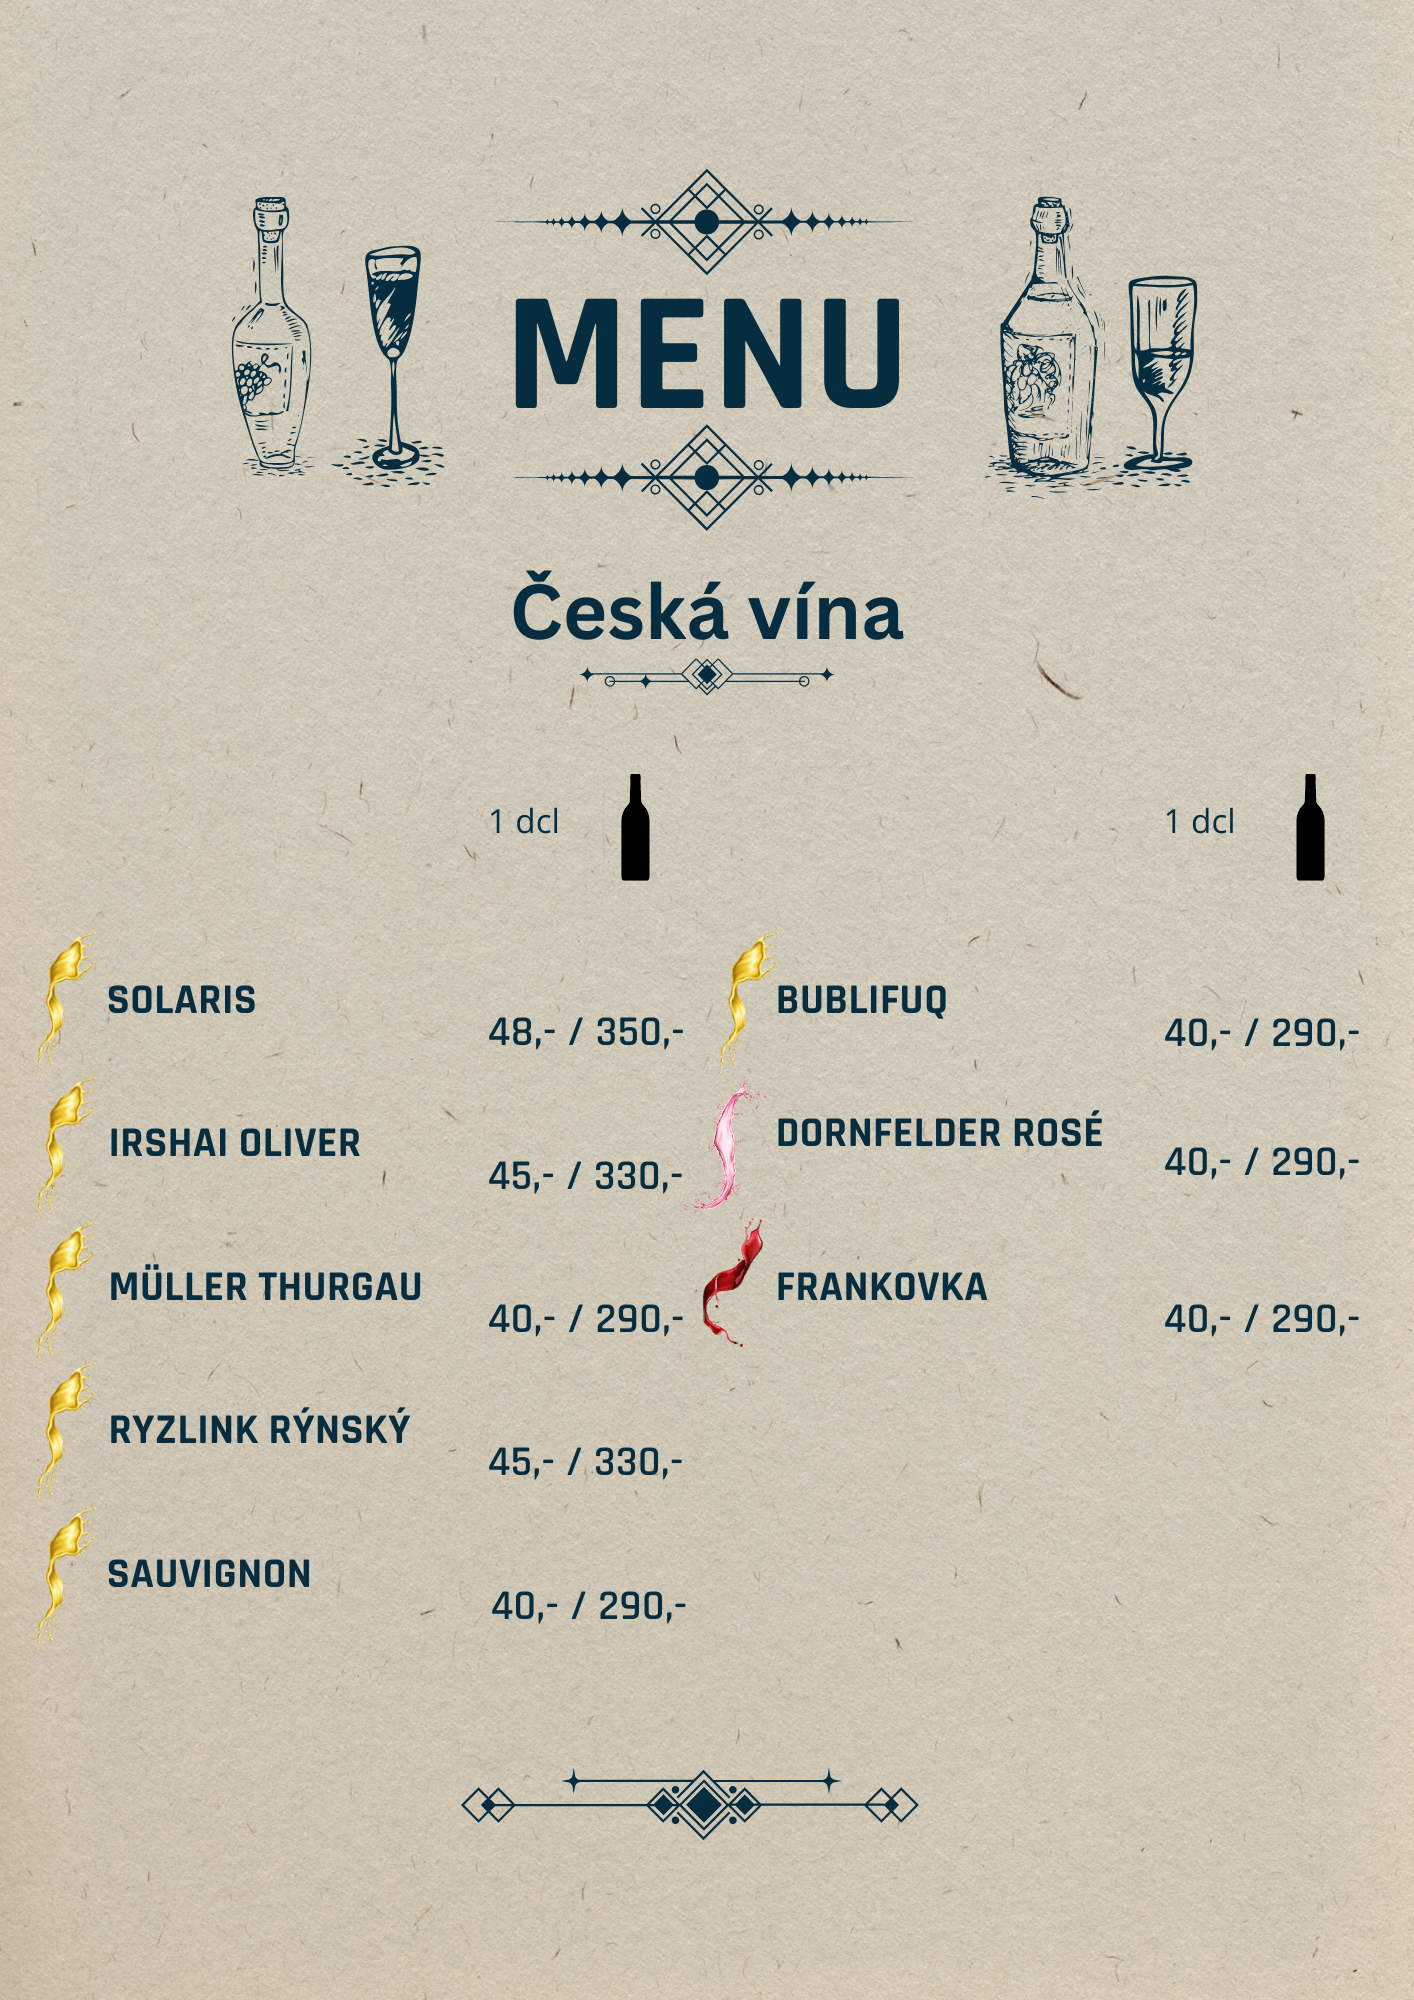 MENU
Česká vína
1 dcl
SOLARIS
48,- / 350,-
IRSHAI OLIVER
45,- / 330,-
MÜLLER THURGAU
40,- / 290,-
RYZLINK RÝNSKÝ
45,- / 330,-
SAUVIGNON
40,- / 290,-
1 dcl
BUBLIFUQ
40,- / 290,-
DORNFELDER ROSÉ
40,- / 290,-
FRANKOVKA
40,- / 290,-